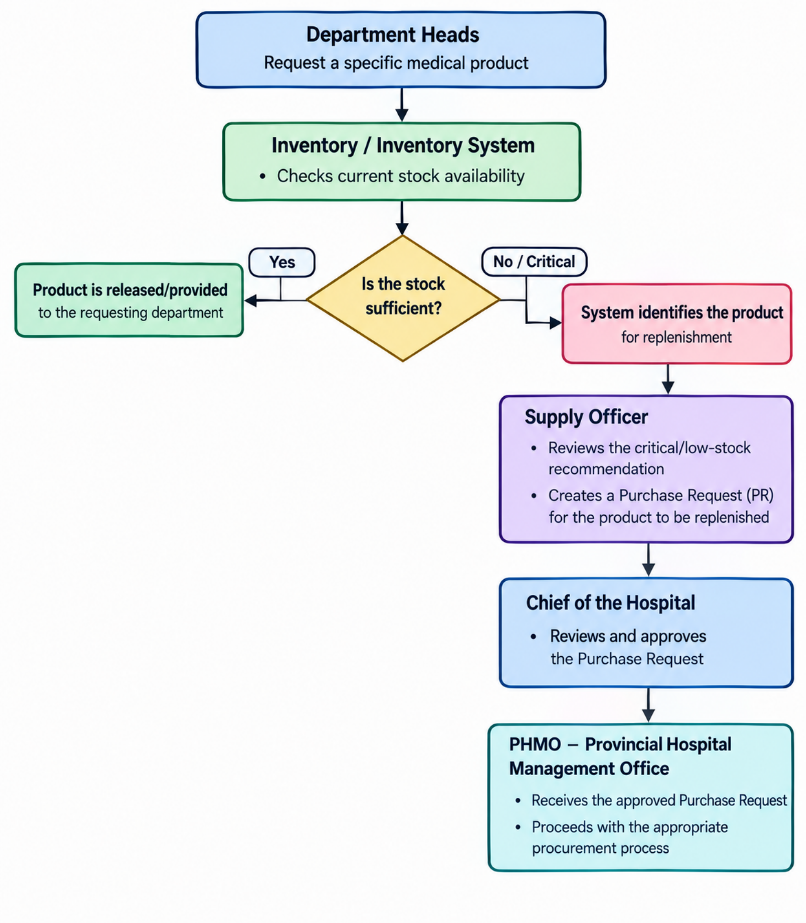 Department Heads
Request a specific medical product
Inventory / Inventory System
• Checks current stock availability
Yes
No / Critical
Is the stock
sufficient?
Product is released/provided
to the requesting department
System identifies the product
for replenishment
Supply Officer
• Reviews the critical/low-stock
recommendation
• Creates a Purchase Request (PR)
for the product to be replenished
Chief of the Hospital
• Reviews and approves
the Purchase Request
PHMO – Provincial Hospital
Management Office
• Receives the approved Purchase Request
• Proceeds with the appropriate
procurement process